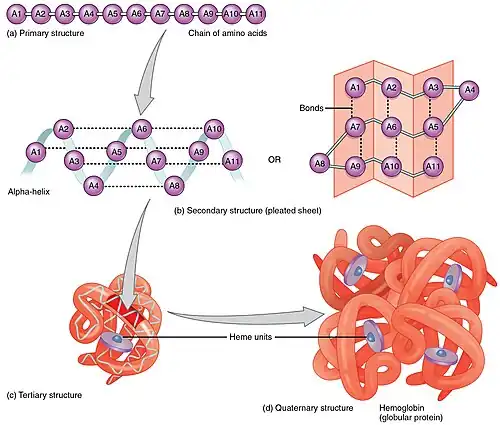 A1 A2 A3 A4 A5 A6 A7 A8 A9 A10 A11
(a) Primary structure
Chain of amino acids
A2 A6 A10
A1 A5 A9
A3 A7 A11
A4 A8
Alpha-helix
OR
A1 A2 A3 A4
Bonds
A7 A6 A5
A8 A9 A10 A11
(b) Secondary structure (pleated sheet)
Heme units
(c) Tertiary structure
(d) Quaternary structure
Hemoglobin
(globular protein)